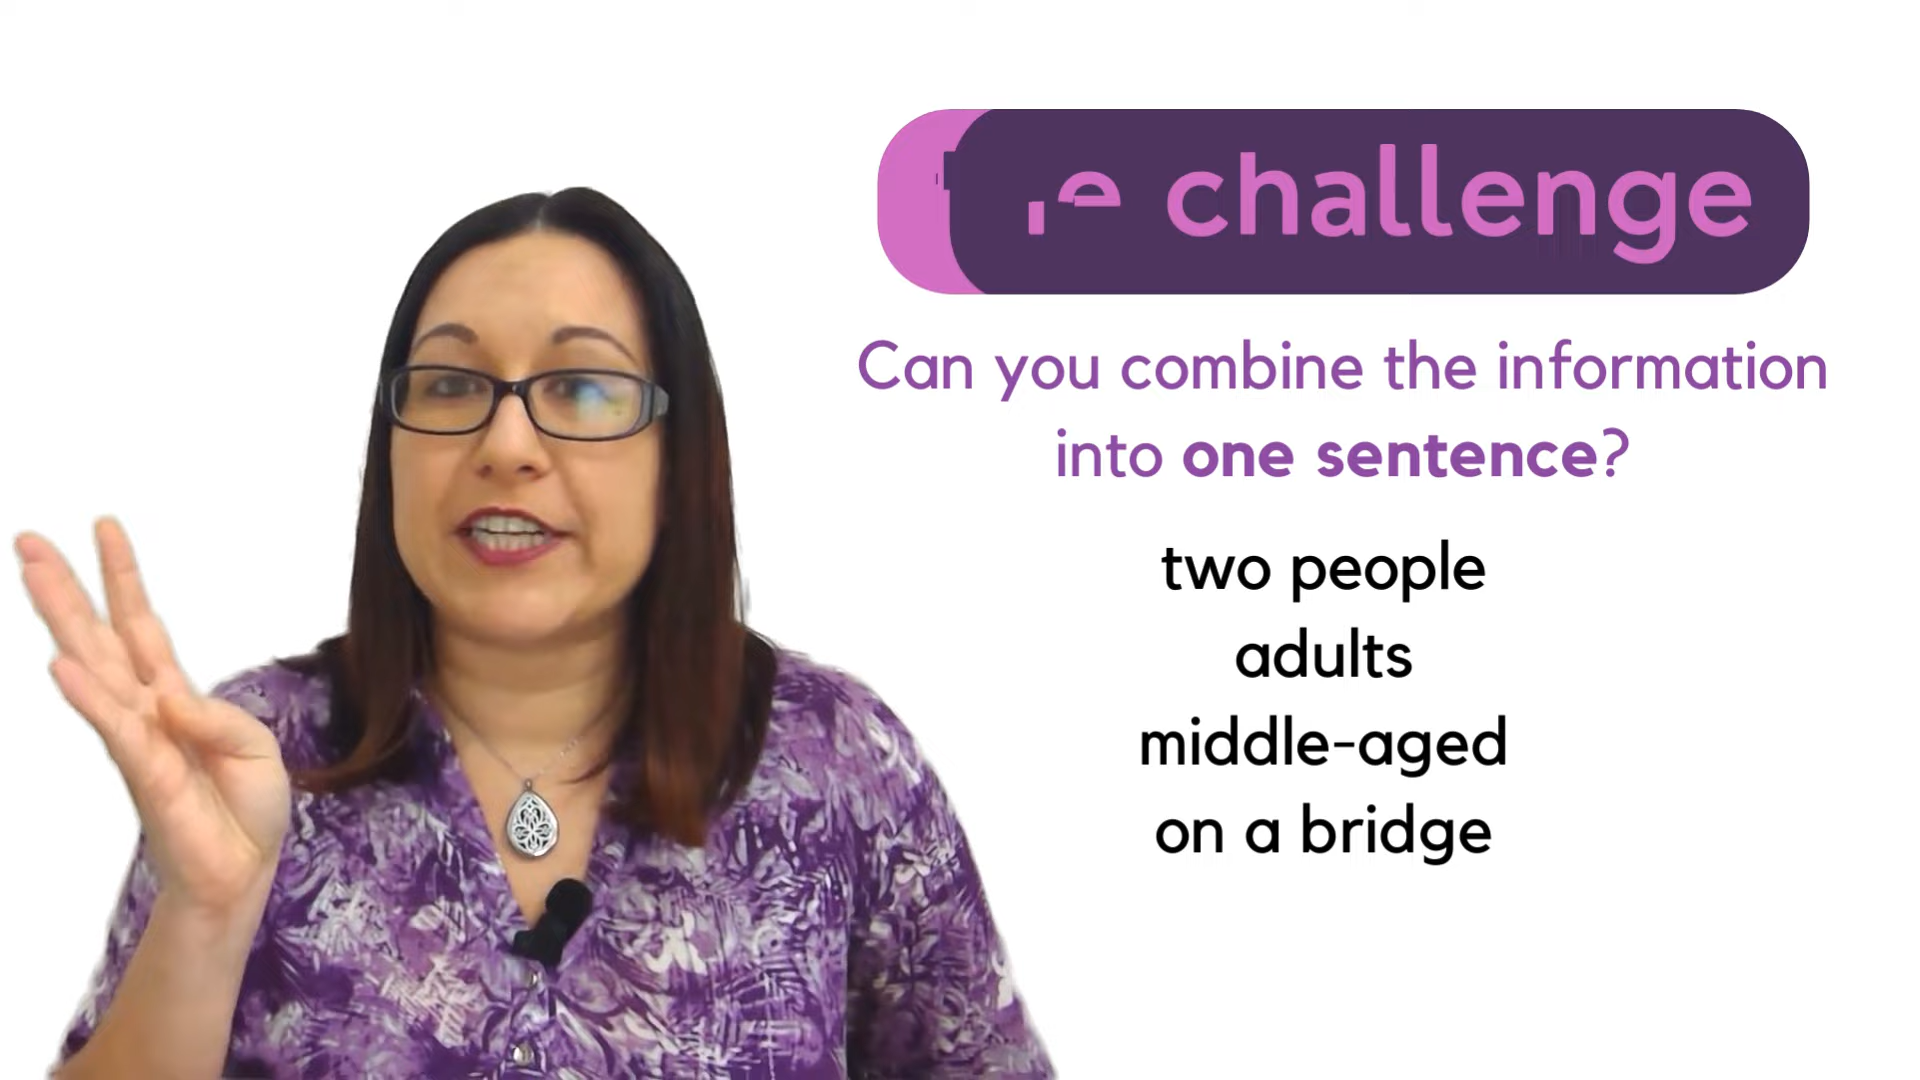 challenge
Can you combine the information
into one sentence?
two people
adults
middle-aged
on a bridge